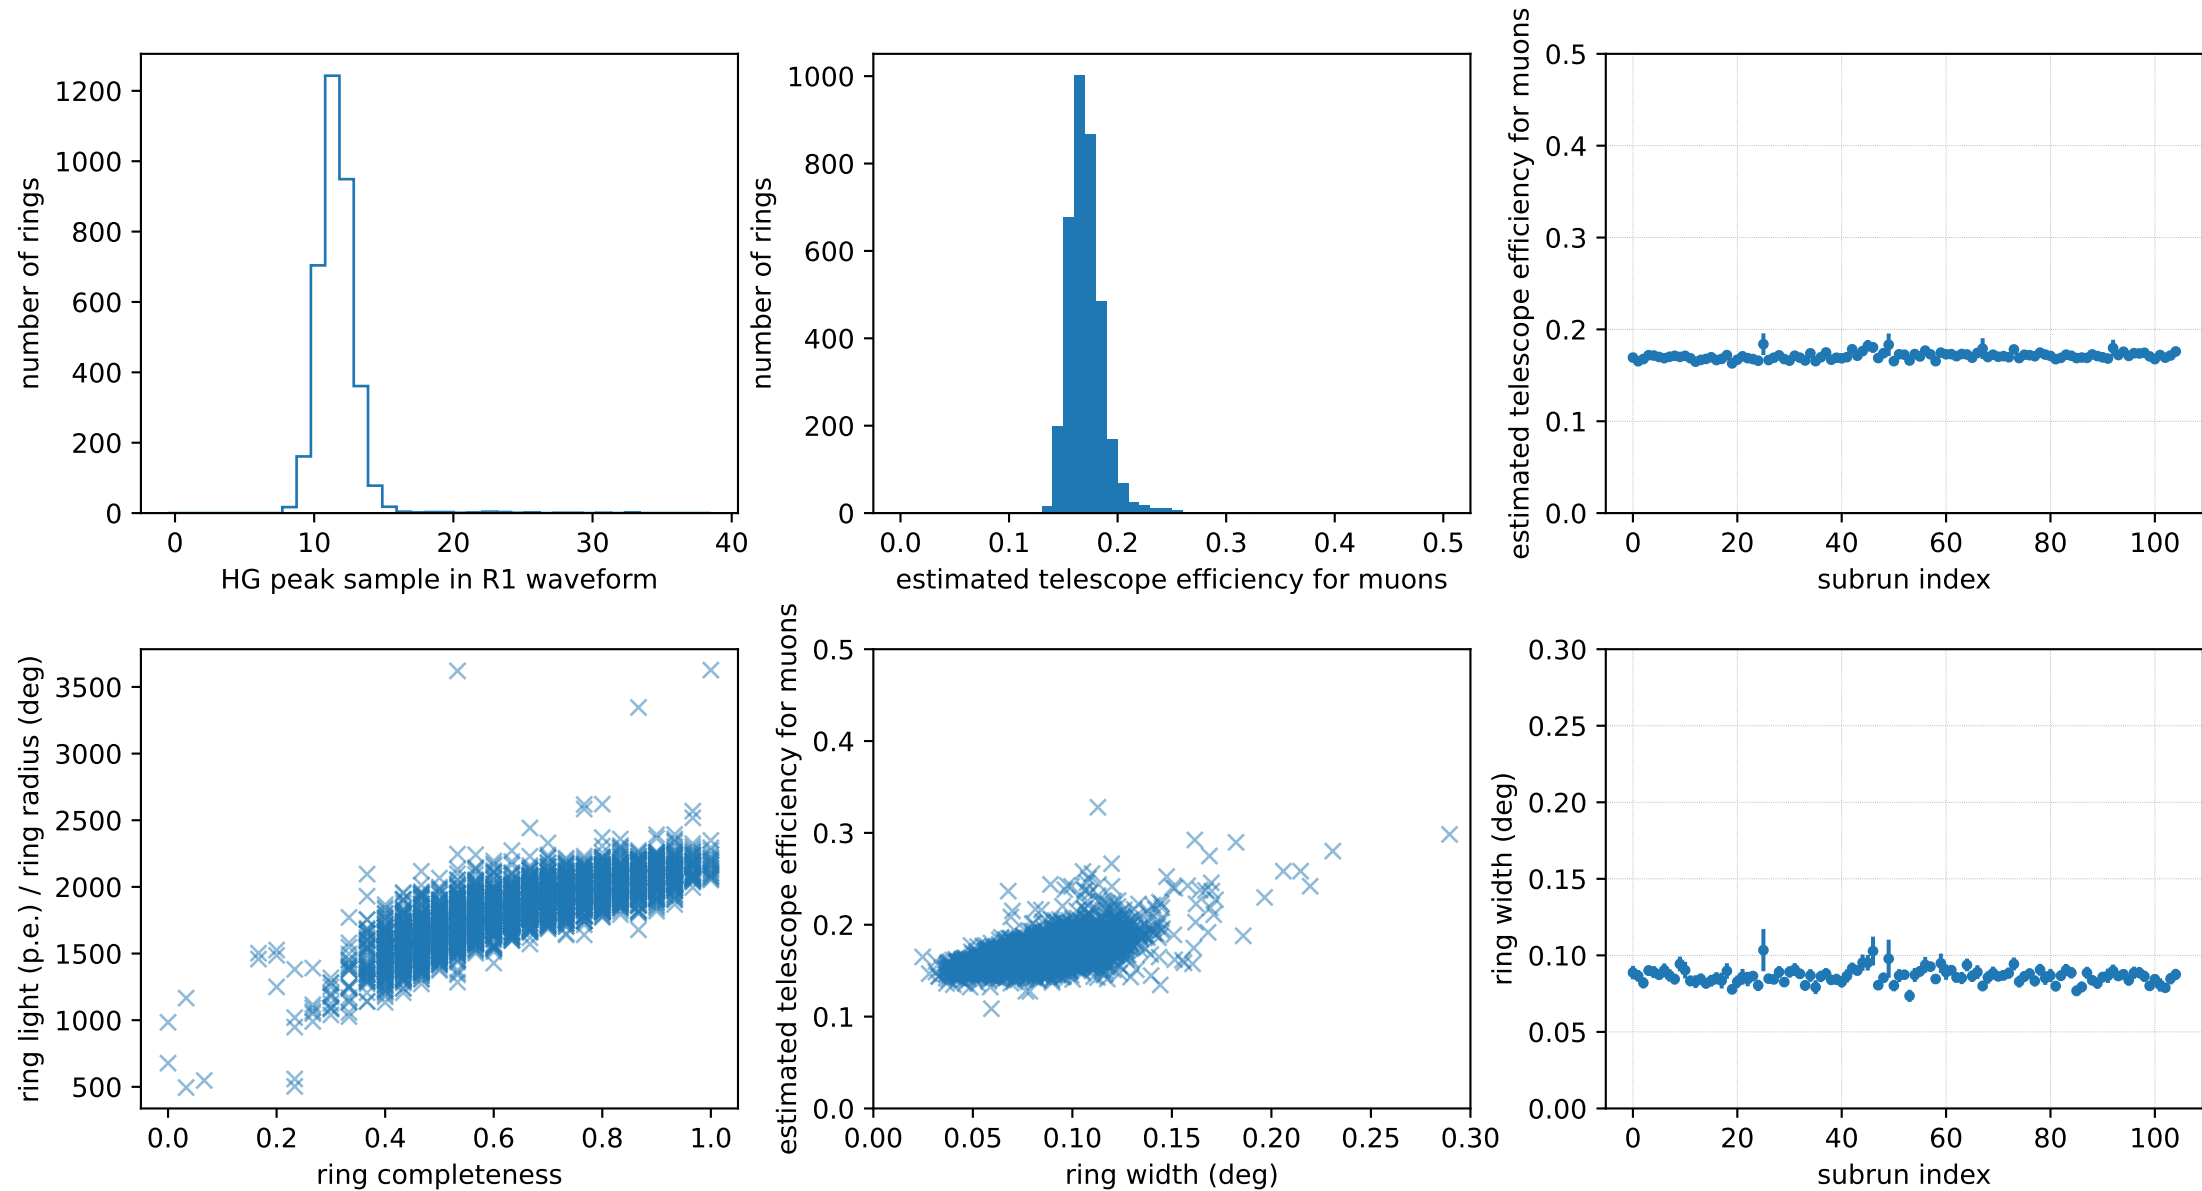 number of rings
1200
1000
800
600
400
200
0
0 10 20 30 40
HG peak sample in R1 waveform
number of rings
1000
800
600
400
200
0
0.0 0.1 0.2 0.3 0.4 0.5
estimated telescope efficiency for muons
estimated telescope efficiency for muons
0.5
0.4
0.3
0.2
0.1
0.0
0 20 40 60 80 100
subrun index
ring light (p.e.) / ring radius (deg)
3500
3000
2500
2000
1500
1000
500
0.0 0.2 0.4 0.6 0.8 1.0
ring completeness
estimated telescope efficiency for muons
0.5
0.4
0.3
0.2
0.1
0.0
0.00 0.05 0.10 0.15 0.20 0.25 0.30
ring width (deg)
ring width (deg)
0.30
0.25
0.20
0.15
0.10
0.05
0.00
0 20 40 60 80 100
subrun index